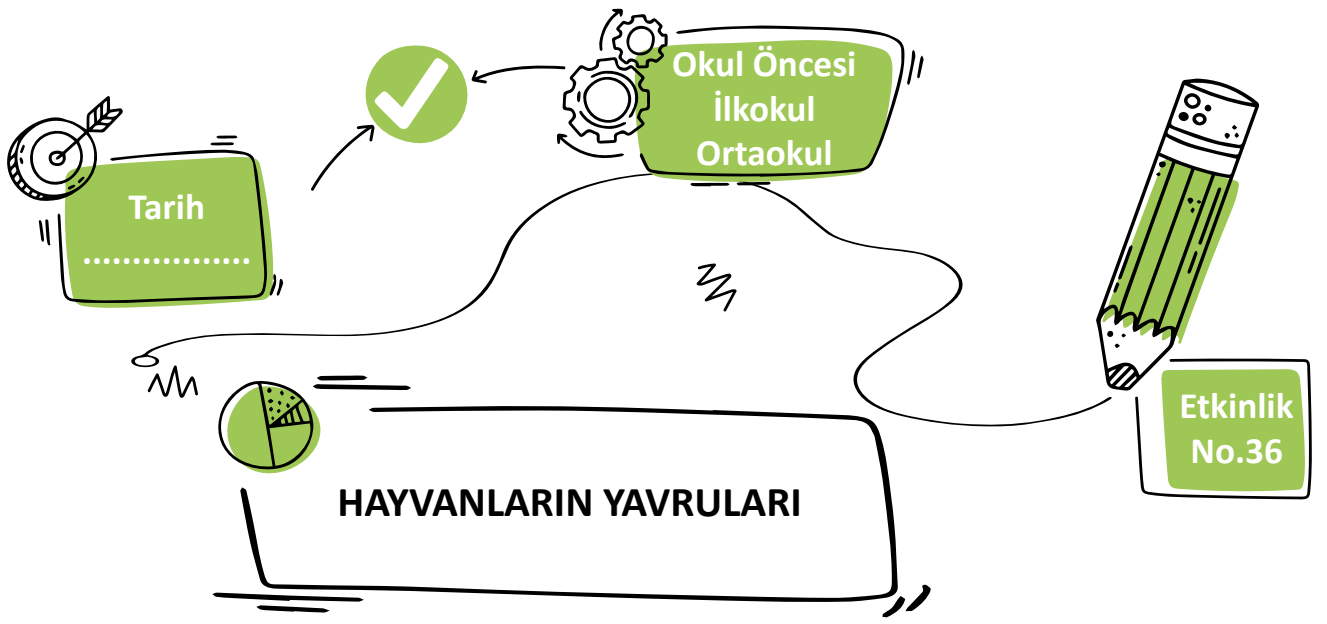 Okul Öncesi
İlkokul
Ortaokul
Tarih
.................
Etkinlik
No.36
HAYVANLARIN YAVRULARI